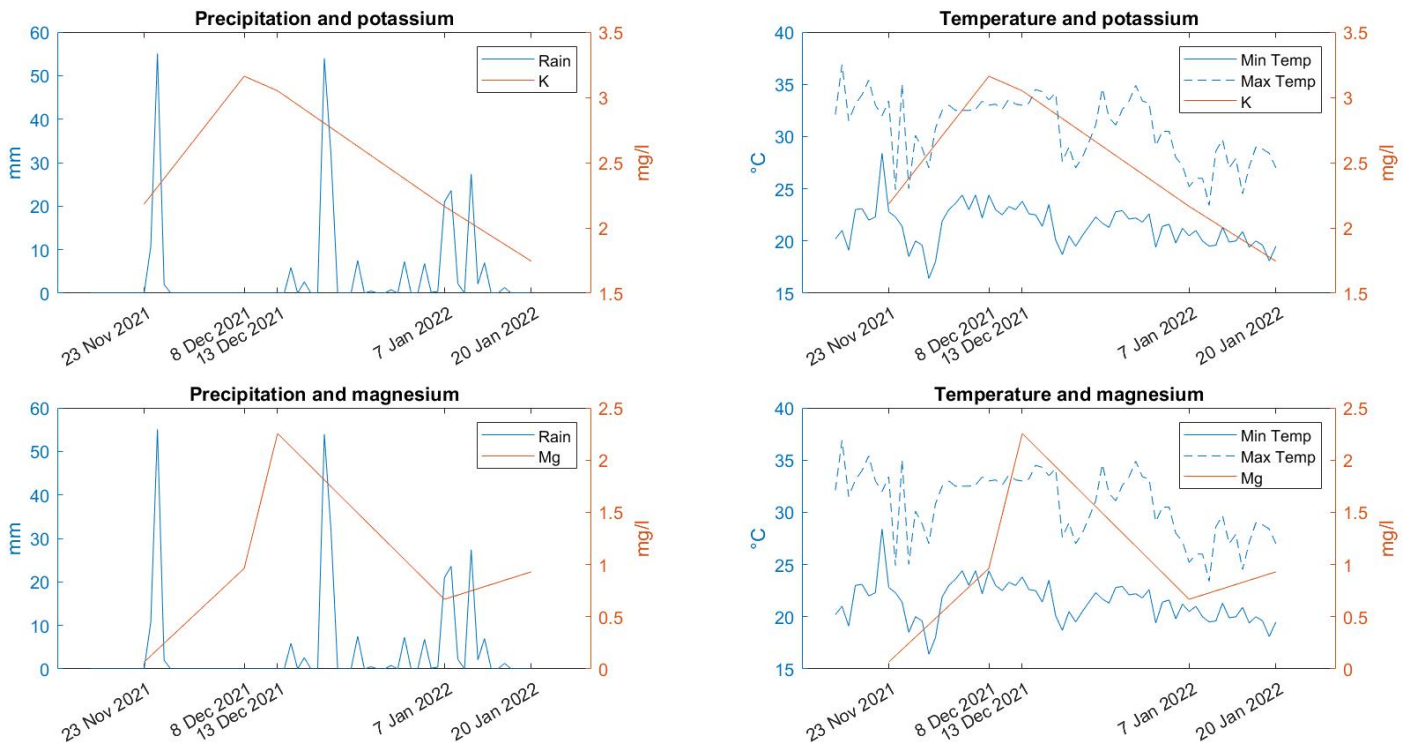 Precipitation and potassium
60
50
40
30
20
10
0
mm
3.5
3
2.5
2
1.5
mg/l
Rain
K
23 Nov 2021
8 Dec 2021
13 Dec 2021
7 Jan 2022
20 Jan 2022
Temperature and potassium
40
35
30
25
20
15
°C
3.5
3
2.5
2
1.5
mg/l
Min Temp
Max Temp
K
23 Nov 2021
8 Dec 2021
13 Dec 2021
7 Jan 2022
20 Jan 2022
Precipitation and magnesium
60
50
40
30
20
10
0
mm
2.5
2
1.5
1
0.5
0
mg/l
Rain
Mg
23 Nov 2021
8 Dec 2021
13 Dec 2021
7 Jan 2022
20 Jan 2022
Temperature and magnesium
40
35
30
25
20
15
°C
2.5
2
1.5
1
0.5
0
mg/l
Min Temp
Max Temp
Mg
23 Nov 2021
8 Dec 2021
13 Dec 2021
7 Jan 2022
20 Jan 2022